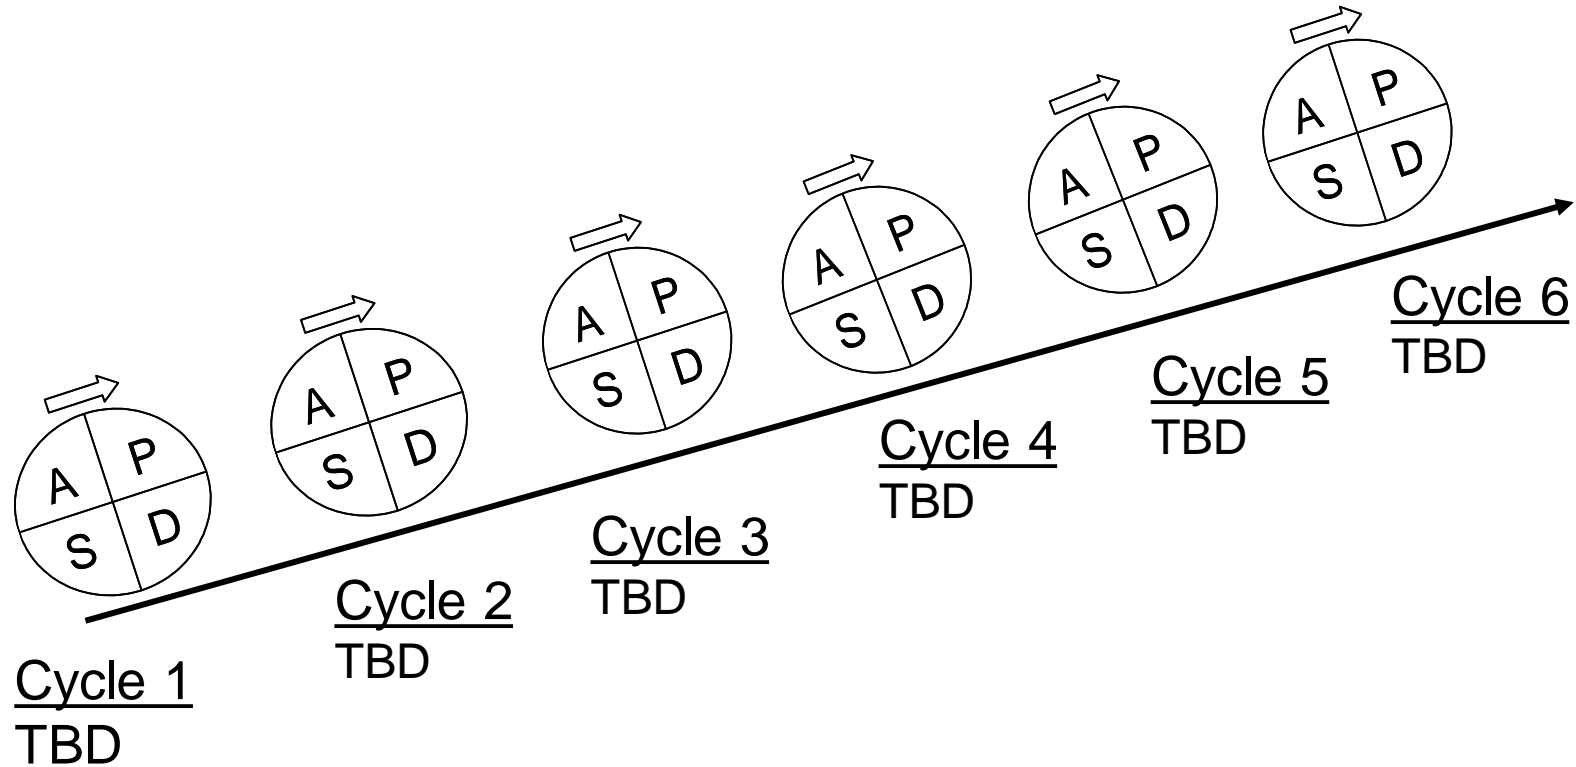 A P
S D
A P
S D
A P
S D
A P
S D
A P
S D
A P
S D
Cycle 1
TBD
Cycle 2
TBD
Cycle 3
TBD
Cycle 4
TBD
Cycle 5
TBD
Cycle 6
TBD